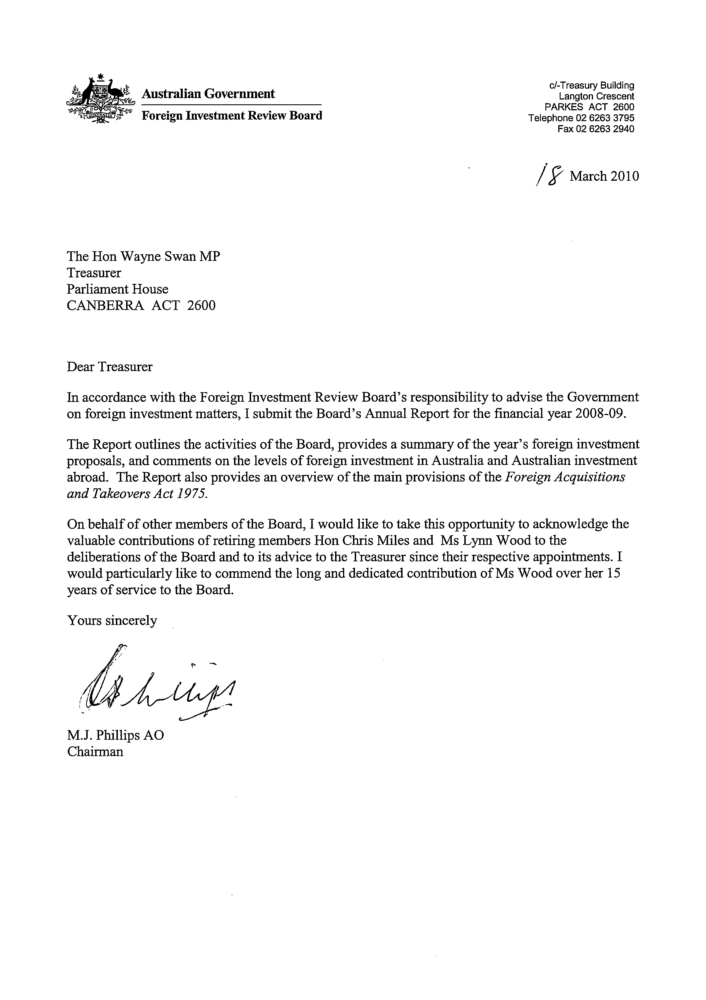 Australian Government
Foreign Investment Review Board
AUSTRALIA
c/-Treasury Building
Langton Crescent
PARKES ACT 2600
Telephone 02 6263 3795
Fax 02 6263 2940
18 March 2010
The Hon Wayne Swan MP
Treasurer
Parliament House
CANBERRA ACT 2600
Dear Treasurer
In accordance with the Foreign Investment Review Board's responsibility to advise the Government
on foreign investment matters, I submit the Board's Annual Report for the financial year 2008-09.
The Report outlines the activities of the Board, provides a summary of the year's foreign investment
proposals, and comments on the levels of foreign investment in Australia and Australian investment
abroad. The Report also provides an overview of the main provisions of the Foreign Acquisitions
and Takeovers Act 1975.
On behalf of other members of the Board, I would like to take this opportunity to acknowledge the
valuable contributions of retiring members Hon Chris Miles and Ms Lynn Wood to the
deliberations of the Board and to its advice to the Treasurer since their respective appointments. I
would particularly like to commend the long and dedicated contribution of Ms Wood over her 15
years of service to the Board.
Yours sincerely
M.J. Phillips AO
Chairman